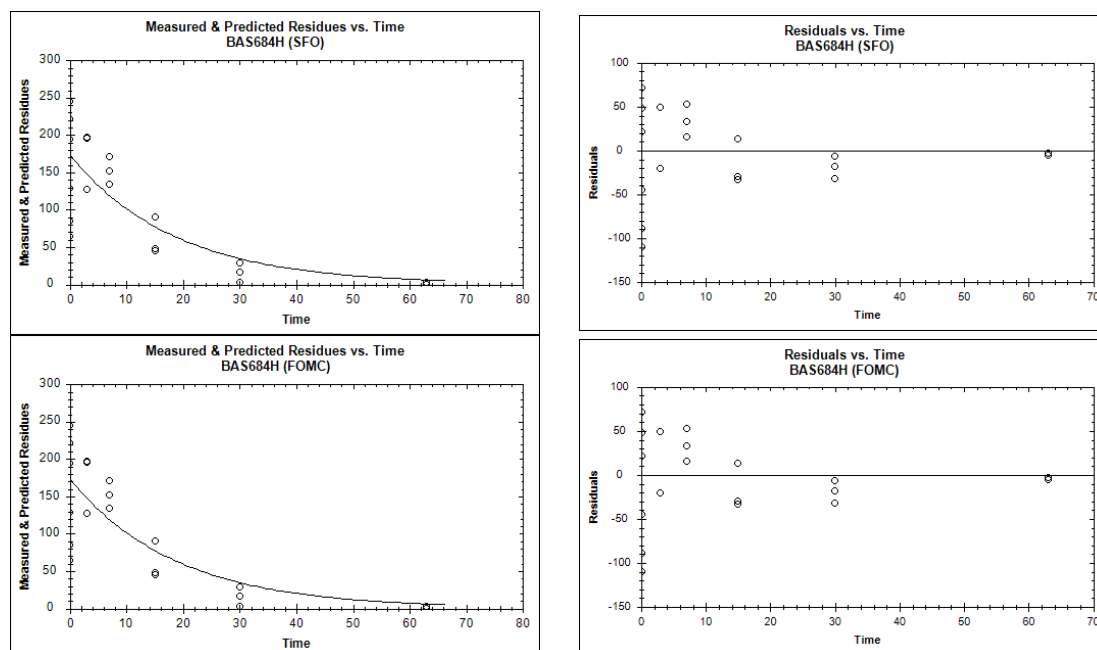 Measured & Predicted Residues vs. Time
BAS684H (SFO)
Measured & Predicted Residues
300
250
200
150
100
50
0
0 10 20 30 40 50 60 70 80
Time
Residuals vs. Time
BAS684H (SFO)
Residuals
100
50
0
-50
-100
-150
0 10 20 30 40 50 60 70
Time
Measured & Predicted Residues vs. Time
BAS684H (FOMC)
Measured & Predicted Residues
300
250
200
150
100
50
0
0 10 20 30 40 50 60 70 80
Time
Residuals vs. Time
BAS684H (FOMC)
Residuals
100
50
0
-50
-100
-150
0 10 20 30 40 50 60 70
Time